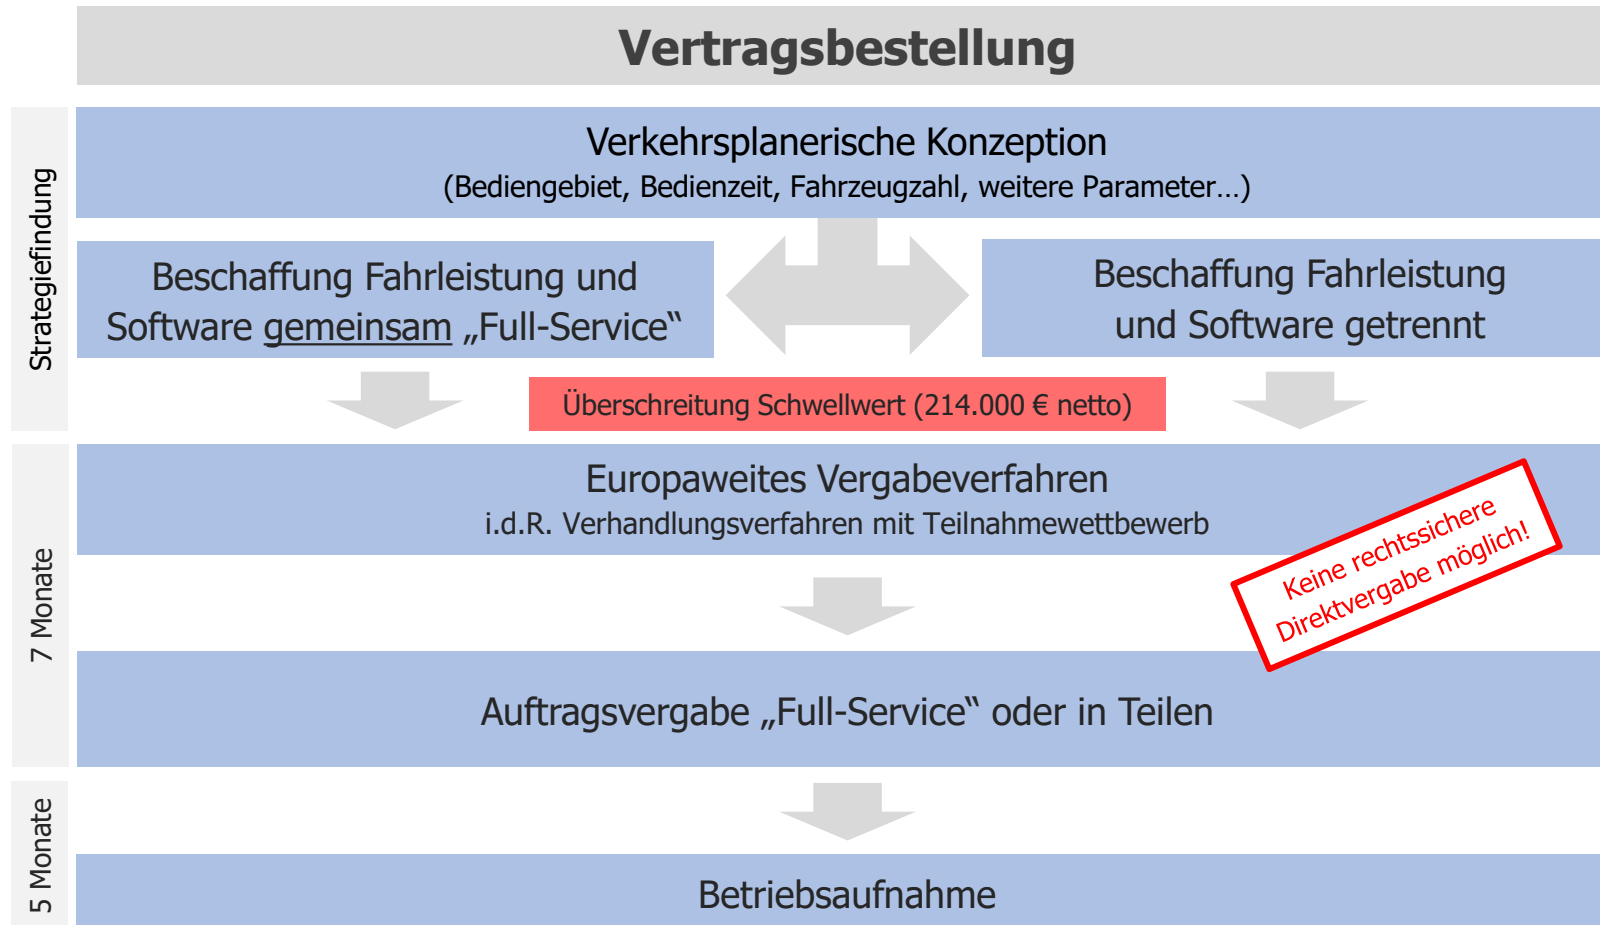 Vertragsbestellung
Strategiefindung
Verkehrsplanerische Konzeption
(Bediengebiet, Bedienzeit, Fahrzeugzahl, weitere Parameter…)
Beschaffung Fahrleistung und
Software gemeinsam „Full-Service“
Beschaffung Fahrleistung
und Software getrennt
Überschreitung Schwellwert (214.000 € netto)
7 Monate
Europaweites Vergabeverfahren
i.d.R. Verhandlungsverfahren mit Teilnahmewettbewerb
Keine rechtssichere
Direktvergabe möglich!
Auftragsvergabe „Full-Service“ oder in Teilen
5 Monate
Betriebsaufnahme